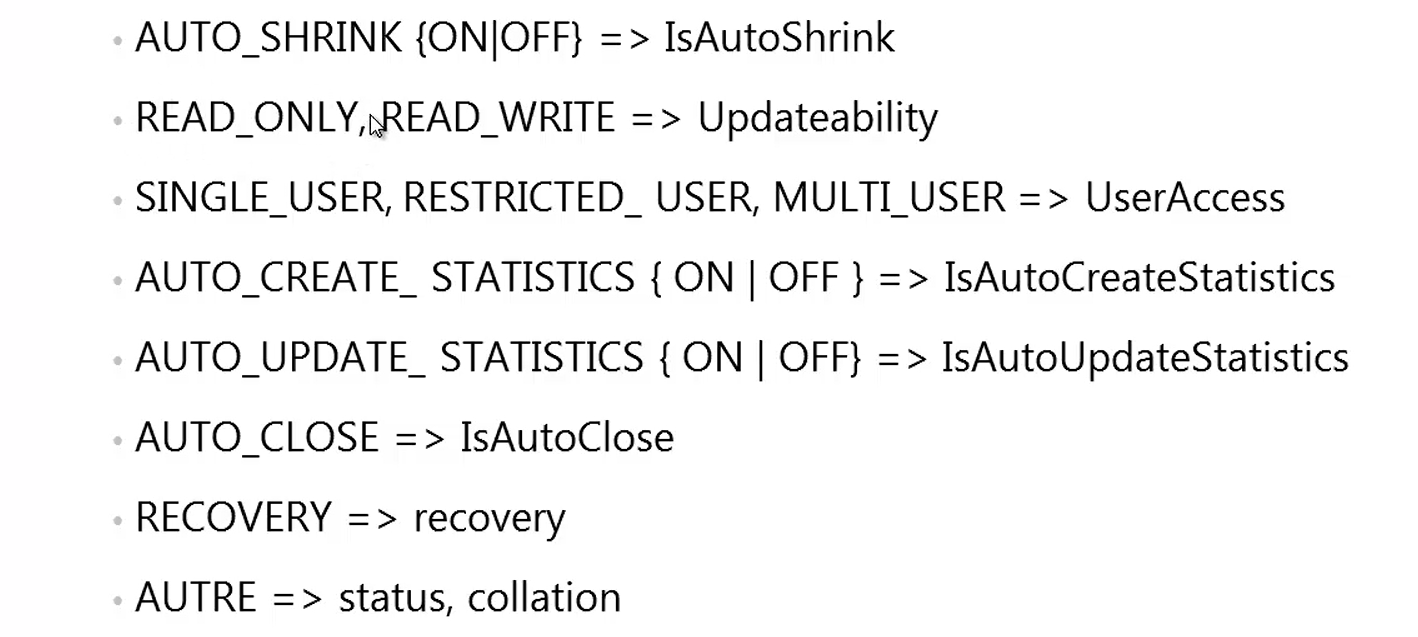 • AUTO_SHRINK {ON|OFF} => IsAutoShrink
• READ_ONLY, READ_WRITE => Updateability
• SINGLE_USER, RESTRICTED_ USER, MULTI_USER => UserAccess
• AUTO_CREATE_ STATISTICS { ON | OFF } => IsAutoCreateStatistics
• AUTO_UPDATE_ STATISTICS { ON | OFF} => IsAutoUpdateStatistics
• AUTO_CLOSE => IsAutoClose
• RECOVERY => recovery
• AUTRE => status, collation